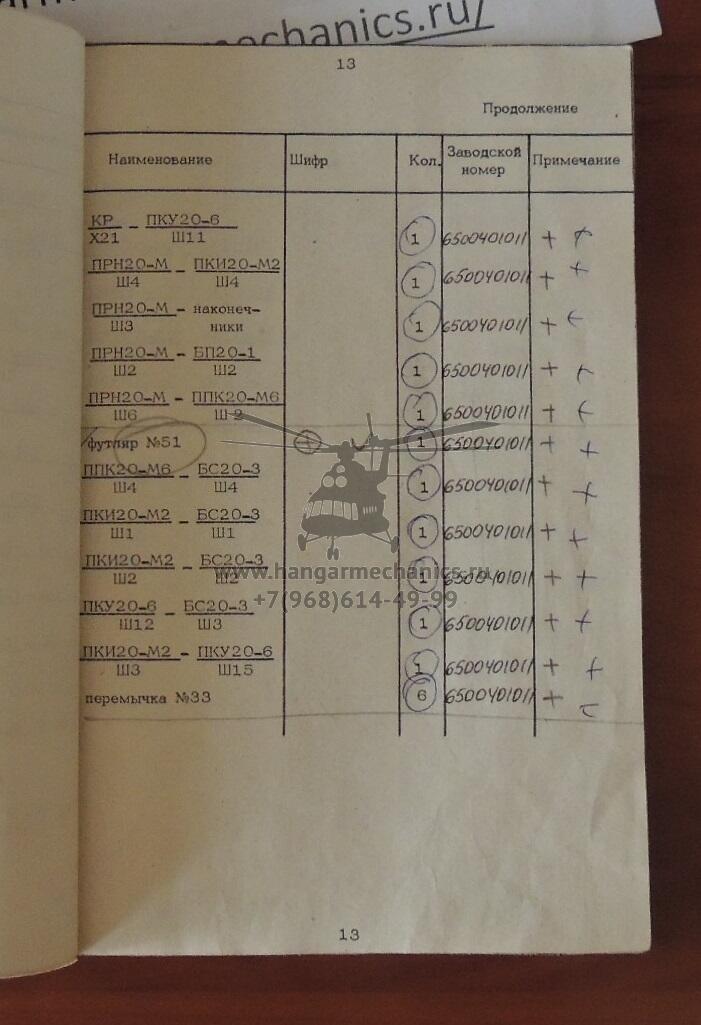 mechanics.ru/
13
Продолжение
Наименование Шифр Кол. Заводской номер Примечание
КР – ПКУ20-6 1 6500401011 + +
Х21 Ш11
ПРН20-М – ПКИ20-М2 1 6500401011 + +
Ш4 Ш4
ПРН20-М – наконеч- 1 6500401011 + +
Ш3 ники
ПРН20-М – БП20-1 1 6500401011 + +
Ш2 Ш2
ПРН20-М – ППК20-М6 1 6500401011 + +
Ш6 Ш2
футляр №51 + 1 6500401011 + +
ППК20-М6 – БС20-3 1 6500401011 + +
Ш4 Ш4
ПКИ20-М2 – БС20-3 1 6500401011 + +
Ш1 Ш1
ПКИ20-М2 – БС20-3 1 6500401011 + +
Ш2 Ш2
www.hangarmechanics.ru
+7(968)614-49-99
ПКУ20-6 – БС20-3 1 6500401011 + +
Ш12 Ш3
ПКИ20-М2 – ПКУ20-6 1 6500401011 + +
Ш3 Ш15
перемычка №33 6 6500401011 +
13